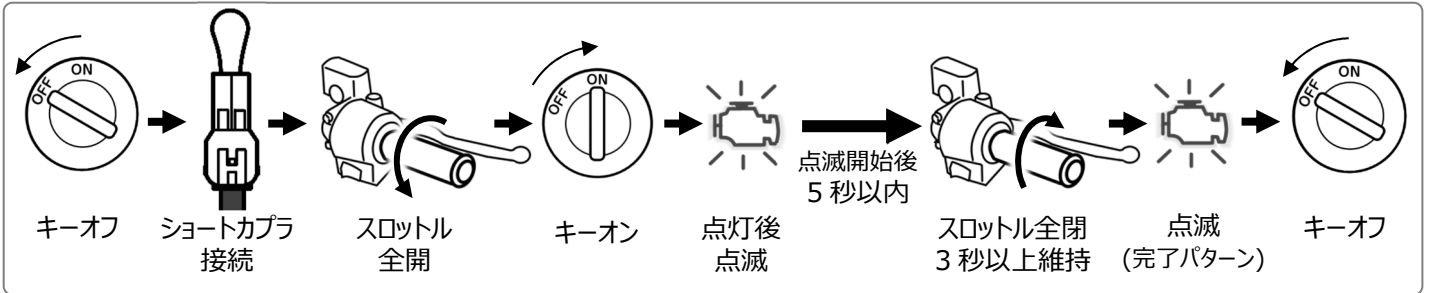 ON
OFF
キーオフ
ショートカプラ
接続
スロットル
全開
ON
OFF
キーオン
点灯後
点滅
点滅開始後
5 秒以内
スロットル全閉
3 秒以上維持
点滅
(完了パターン)
ON
OFF
キーオフ